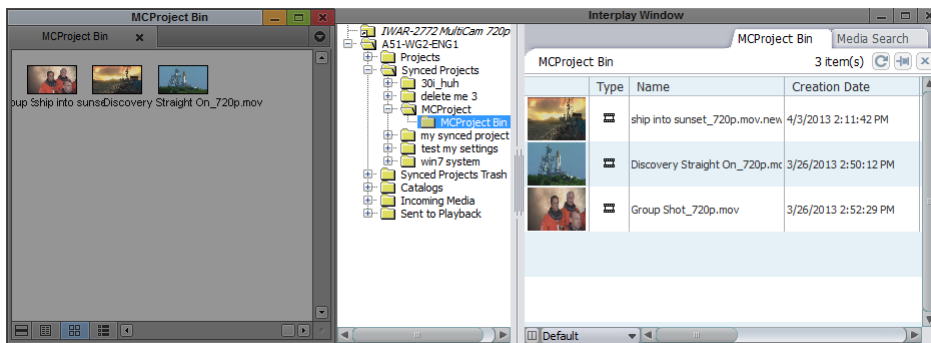 MCProject Bin
MCProject Bin
Ship into sunse
Discovery Straight On_720p.mov
IWAR-2772 MultiCam 720p
A51-WG2-ENG1
Projects
Synced Projects
30i_huh
delete me 3
MCProject
MCProject Bin
my synced project
test my settings
win7 system
Synced Projects Trash
Catalogs
Incoming Media
Sent to Playback
Interplay Window
MCProject Bin Media Search
MCProject Bin 3 item(s)
Type Name Creation Date
ship into sunset_720p.mov.new 4/3/2013 2:11:42 PM
Discovery Straight On_720p.mc 3/26/2013 2:50:12 PM
Group Shot_720p.mov 3/26/2013 2:52:29 PM
Default